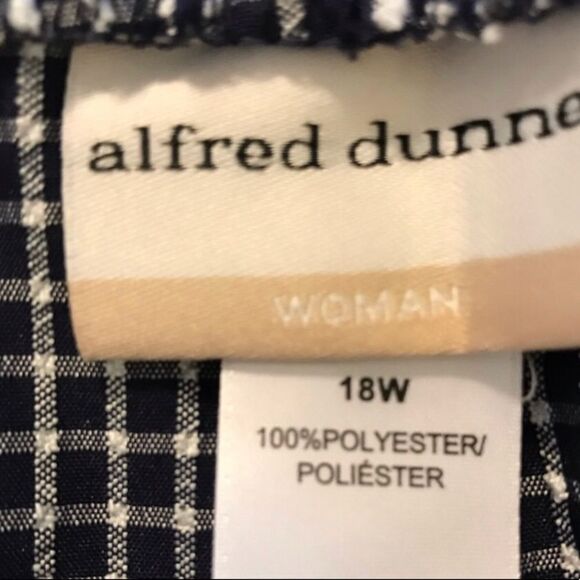 alfred dunne
WOMAN
18W
100%POLYESTER/
POLIÉSTER